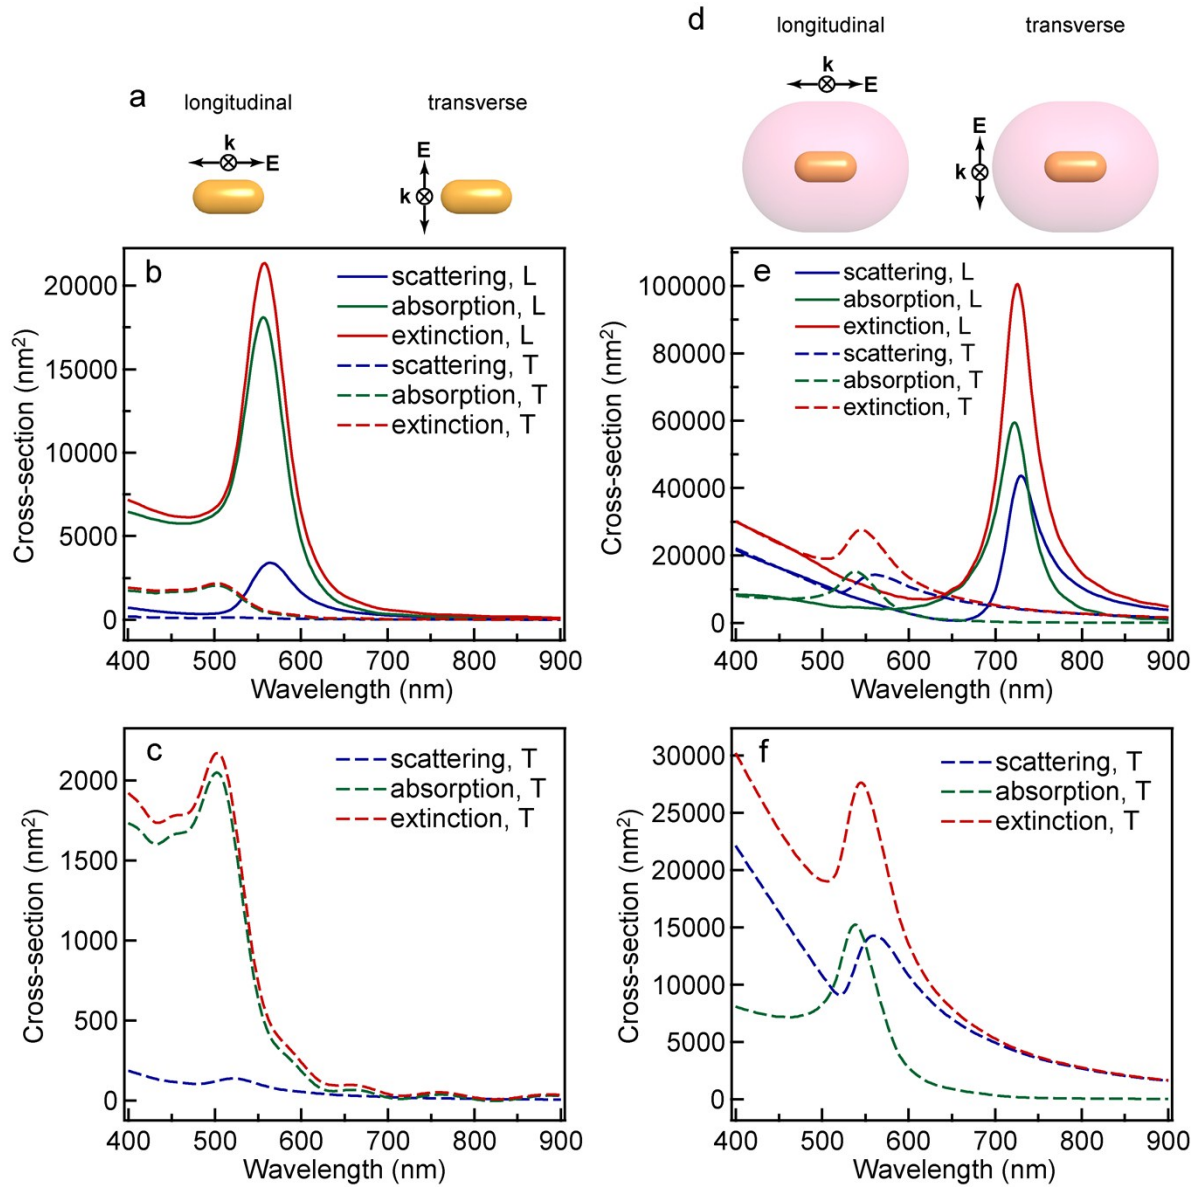 a
longitudinal
transverse
k
E
E
k
d
longitudinal
transverse
k
E
E
k
b
scattering, L
absorption, L
extinction, L
scattering, T
absorption, T
extinction, T
20000
15000
10000
5000
0
Cross-section (nm²)
400 500 600 700 800 900
Wavelength (nm)
e
scattering, L
absorption, L
extinction, L
scattering, T
absorption, T
extinction, T
100000
80000
60000
40000
20000
0
Cross-section (nm²)
400 500 600 700 800 900
Wavelength (nm)
c
scattering, T
absorption, T
extinction, T
2000
1500
1000
500
0
Cross-section (nm²)
400 500 600 700 800 900
Wavelength (nm)
f
scattering, T
absorption, T
extinction, T
30000
25000
20000
15000
10000
5000
0
Cross-section (nm²)
400 500 600 700 800 900
Wavelength (nm)